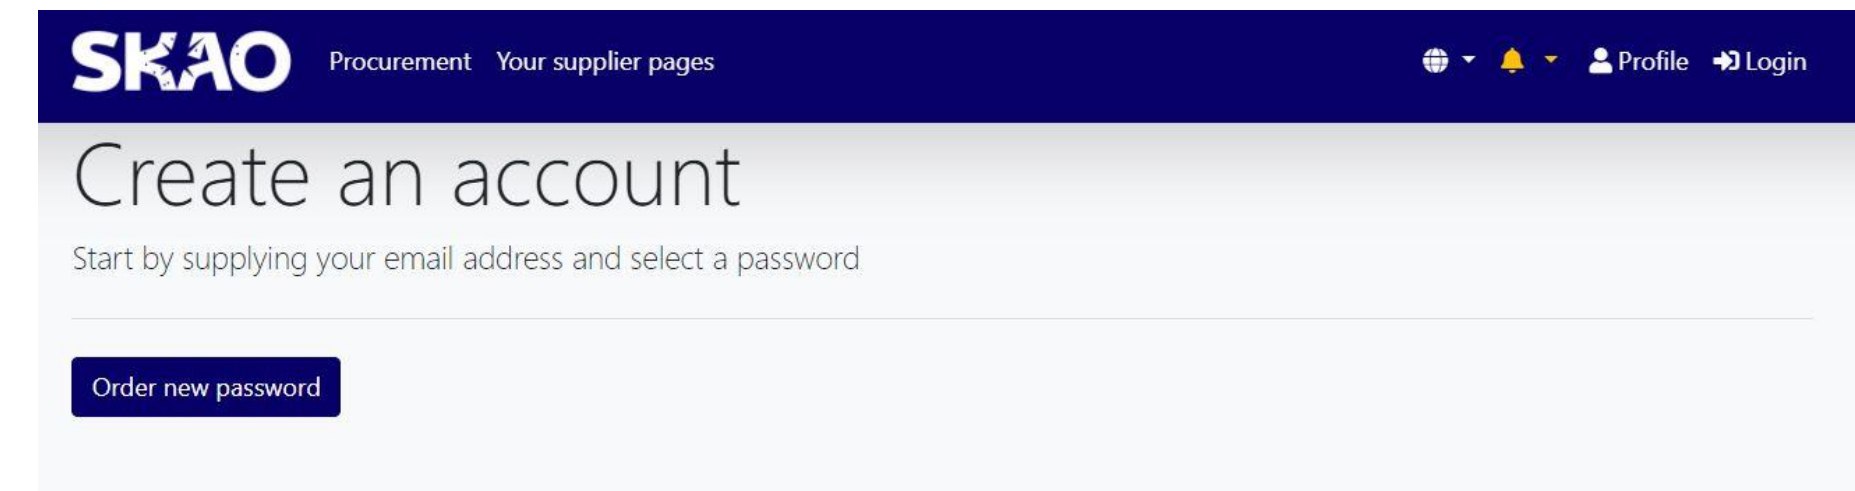 SKAO Procurement Your supplier pages Profile Login
Create an account
Start by supplying your email address and select a password
Order new password